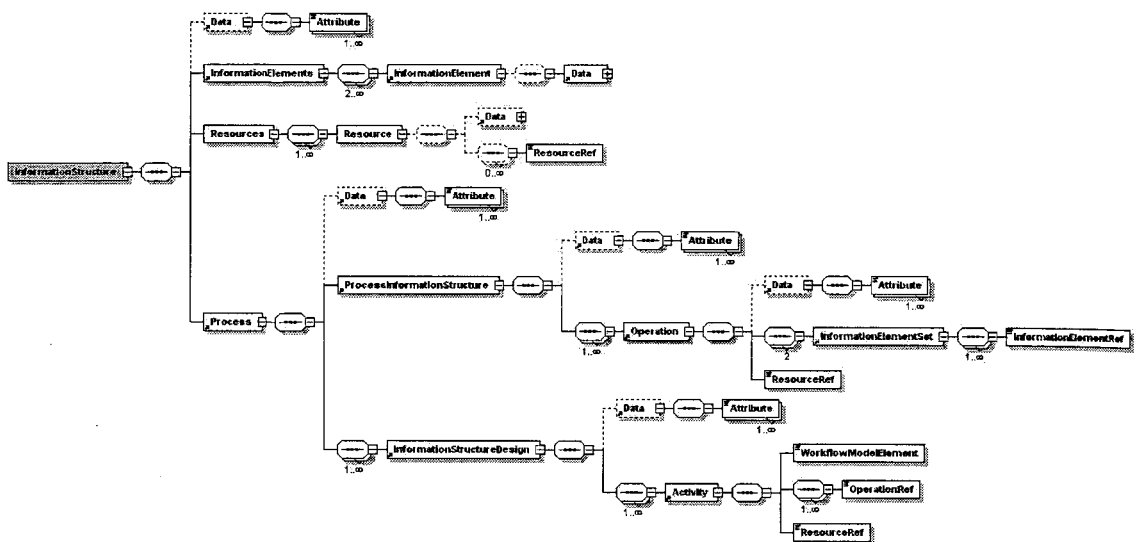 Data Attribute
1..∞
InformationElements InformationElement Data
2..∞
Data
Resources Resource
1..∞
ResourceRef
0..∞
InformationStructure
Data Attribute
1..∞
Data Attribute
1..∞
ProcessInformationStructure
Data Attribute
1..∞
Process
Operation InformationElementSet InformationElementRef
1..∞ 2 1..∞
ResourceRef
Data Attribute
1..∞
InformationStructureDesign
1..∞
WorkflowModelElement
Activity OperationRef
1..∞ 1..∞
ResourceRef